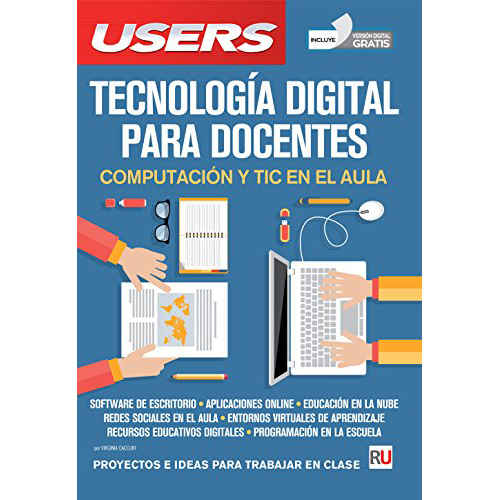 USERS
INCLUYE
VERSIÓN DIGITAL
GRATIS
TECNOLOGÍA DIGITAL
PARA DOCENTES
COMPUTACIÓN Y TIC EN EL AULA
SOFTWARE DE ESCRITORIO • APLICACIONES ONLINE • EDUCACIÓN EN LA NUBE
REDES SOCIALES EN EL AULA • ENTORNOS VIRTUALES DE APRENDIZAJE
RECURSOS EDUCATIVOS DIGITALES • PROGRAMACIÓN EN LA ESCUELA
por VIRGINIA CACCURI
PROYECTOS E IDEAS PARA TRABAJAR EN CLASE
RU